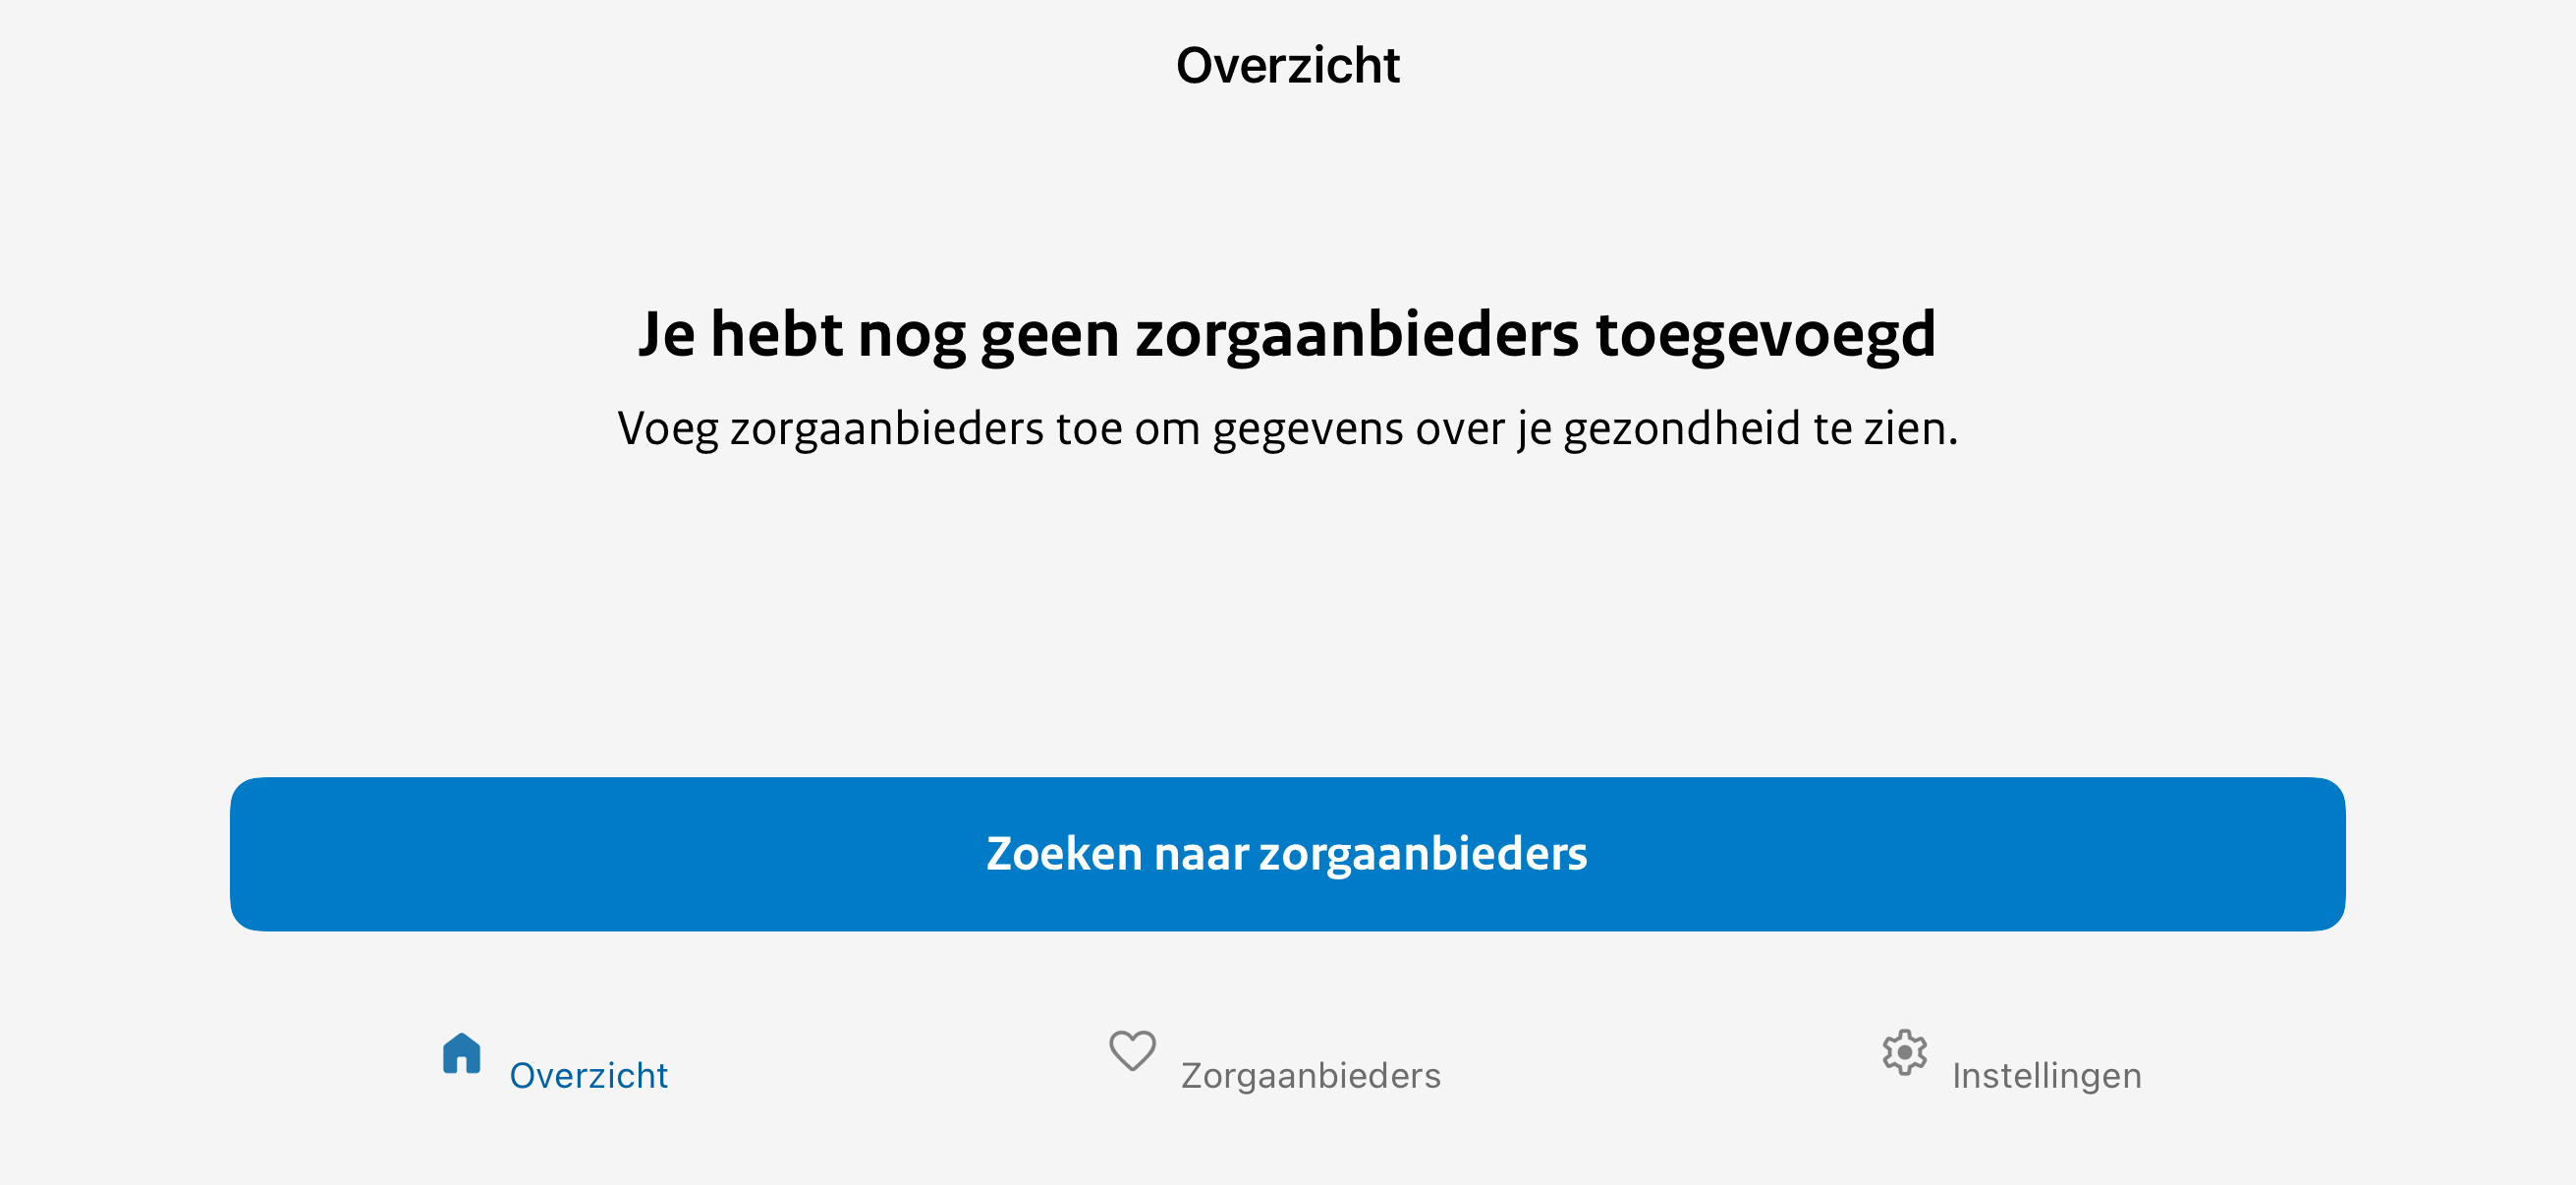 Overzicht
Je hebt nog geen zorgaanbieders toegevoegd
Voeg zorgaanbieders toe om gegevens over je gezondheid te zien.
Zoeken naar zorgaanbieders
Overzicht
Zorgaanbieders
Instellingen